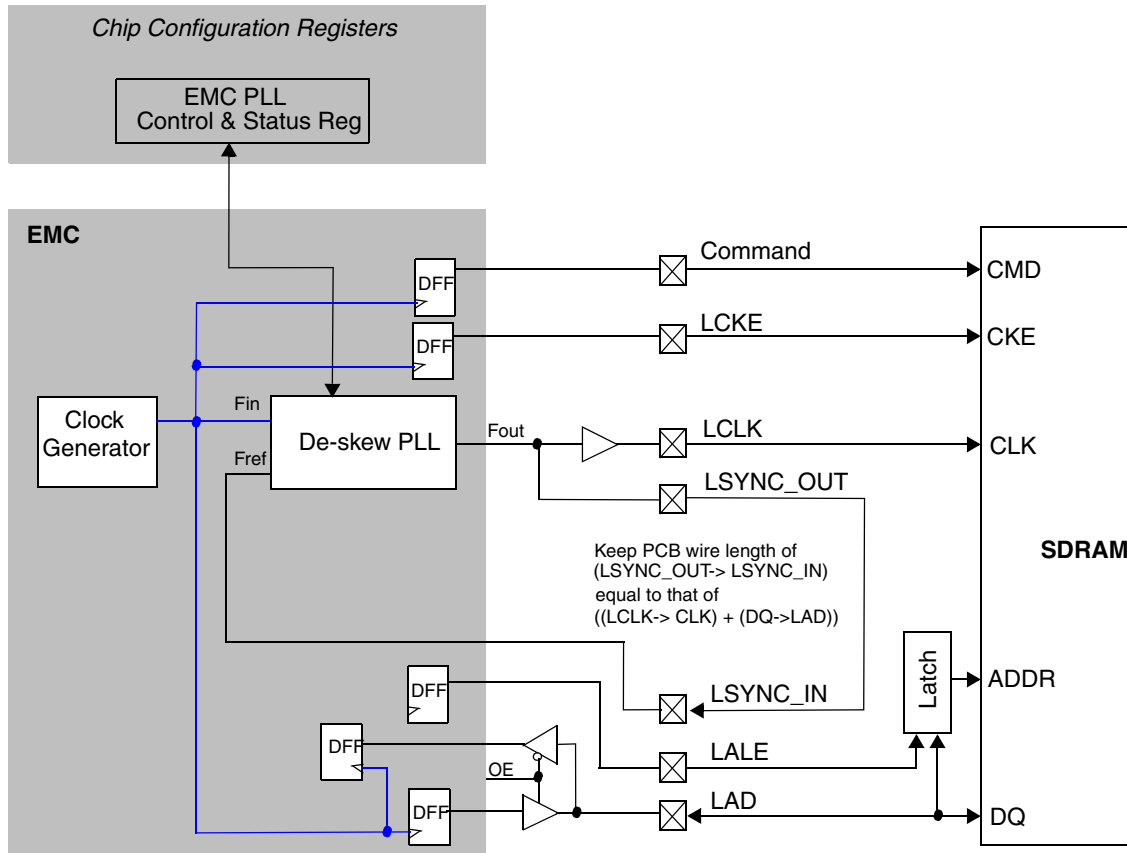 Chip Configuration Registers
EMC PLL
Control & Status Reg
EMC
DFF
Command
CMD
DFF
LCKE
CKE
Clock
Generator
Fin
Fref
De-skew PLL
Fout
LCLK
CLK
LSYNC_OUT
SDRAM
Keep PCB wire length of
(LSYNC_OUT-> LSYNC_IN)
equal to that of
((LCLK-> CLK) + (DQ->LAD))
Latch
ADDR
DFF
LSYNC_IN
DFF
OE
LALE
DFF
LAD
DQ